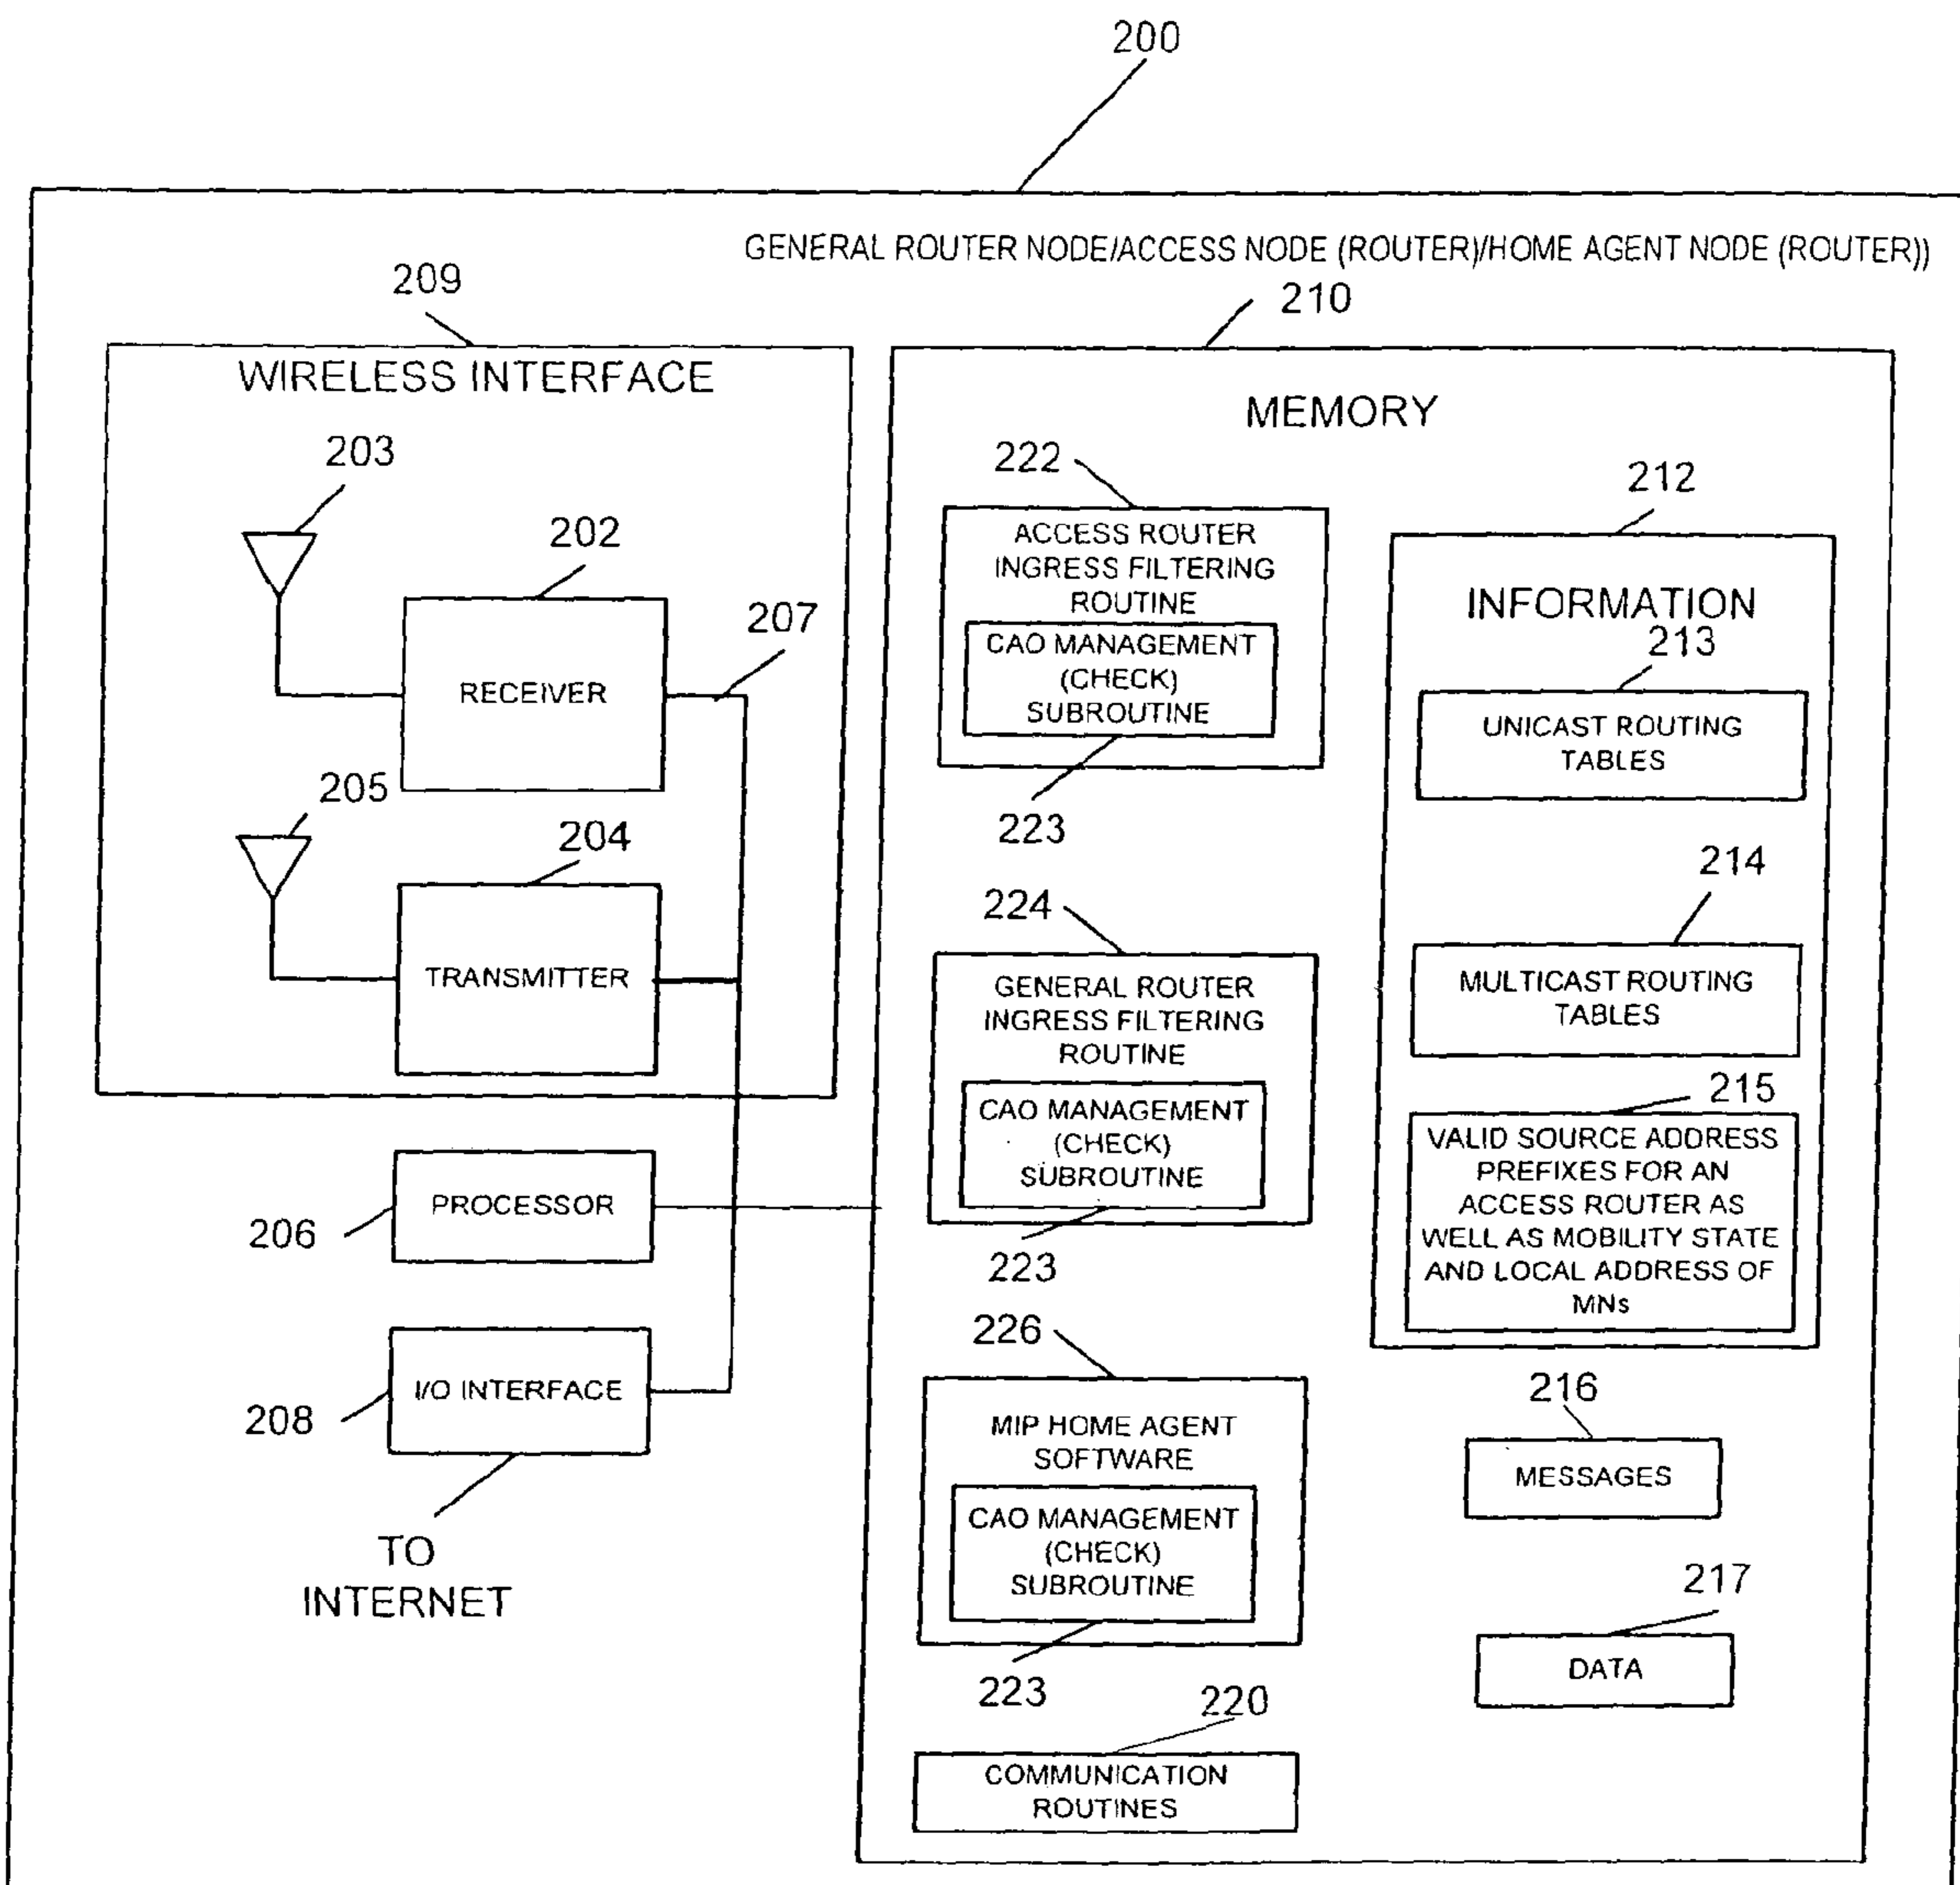 200
GENERAL ROUTER NODE/ACCESS NODE (ROUTER)/HOME AGENT NODE (ROUTER))
209
WIRELESS INTERFACE
203
202
RECEIVER
207
205
204
TRANSMITTER
206
PROCESSOR
208
I/O INTERFACE
TO
INTERNET
210
MEMORY
222
ACCESS ROUTER
INGRESS FILTERING
ROUTINE
CAO MANAGEMENT
(CHECK)
SUBROUTINE
223
224
GENERAL ROUTER
INGRESS FILTERING
ROUTINE
CAO MANAGEMENT
(CHECK)
SUBROUTINE
223
226
MIP HOME AGENT
SOFTWARE
CAO MANAGEMENT
(CHECK)
SUBROUTINE
223
220
COMMUNICATION
ROUTINES
212
INFORMATION
213
UNICAST ROUTING
TABLES
214
MULTICAST ROUTING
TABLES
215
VALID SOURCE ADDRESS
PREFIXES FOR AN
ACCESS ROUTER AS
WELL AS MOBILITY STATE
AND LOCAL ADDRESS OF
MNs
216
MESSAGES
217
DATA